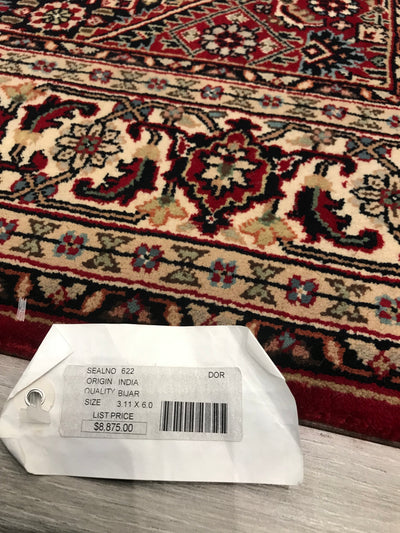 SEALNO 622 DOR
ORIGIN INDIA
QUALITY BIJAR
SIZE 3.11 X 6.0
LIST PRICE
$8,875.00